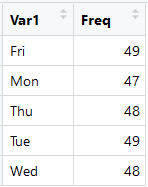 Var1 Freq
Fri 49
Mon 47
Thu 48
Tue 49
Wed 48